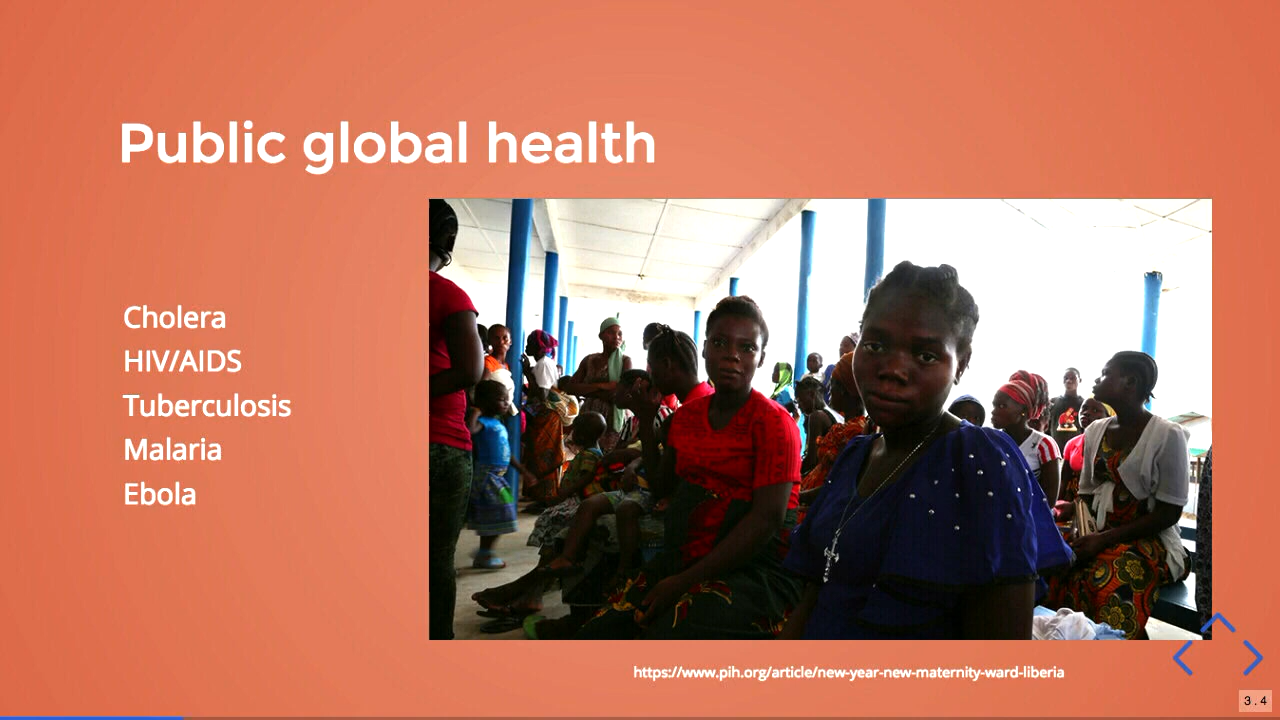 Public global health
Cholera
HIV/AIDS
Tuberculosis
Malaria
Ebola
https://www.pih.org/article/new-year-new-maternity-ward-liberia
3.4